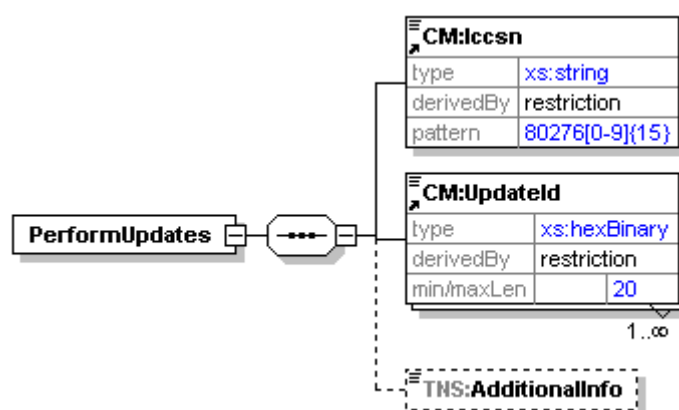 CM:Iccsn
type xs:string
derivedBy restriction
pattern 80276[0-9]{15}
CM:UpdateId
type xs:hexBinary
derivedBy restriction
min/maxLen 20
1..∞
PerformUpdates
TNS:AdditionalInfo